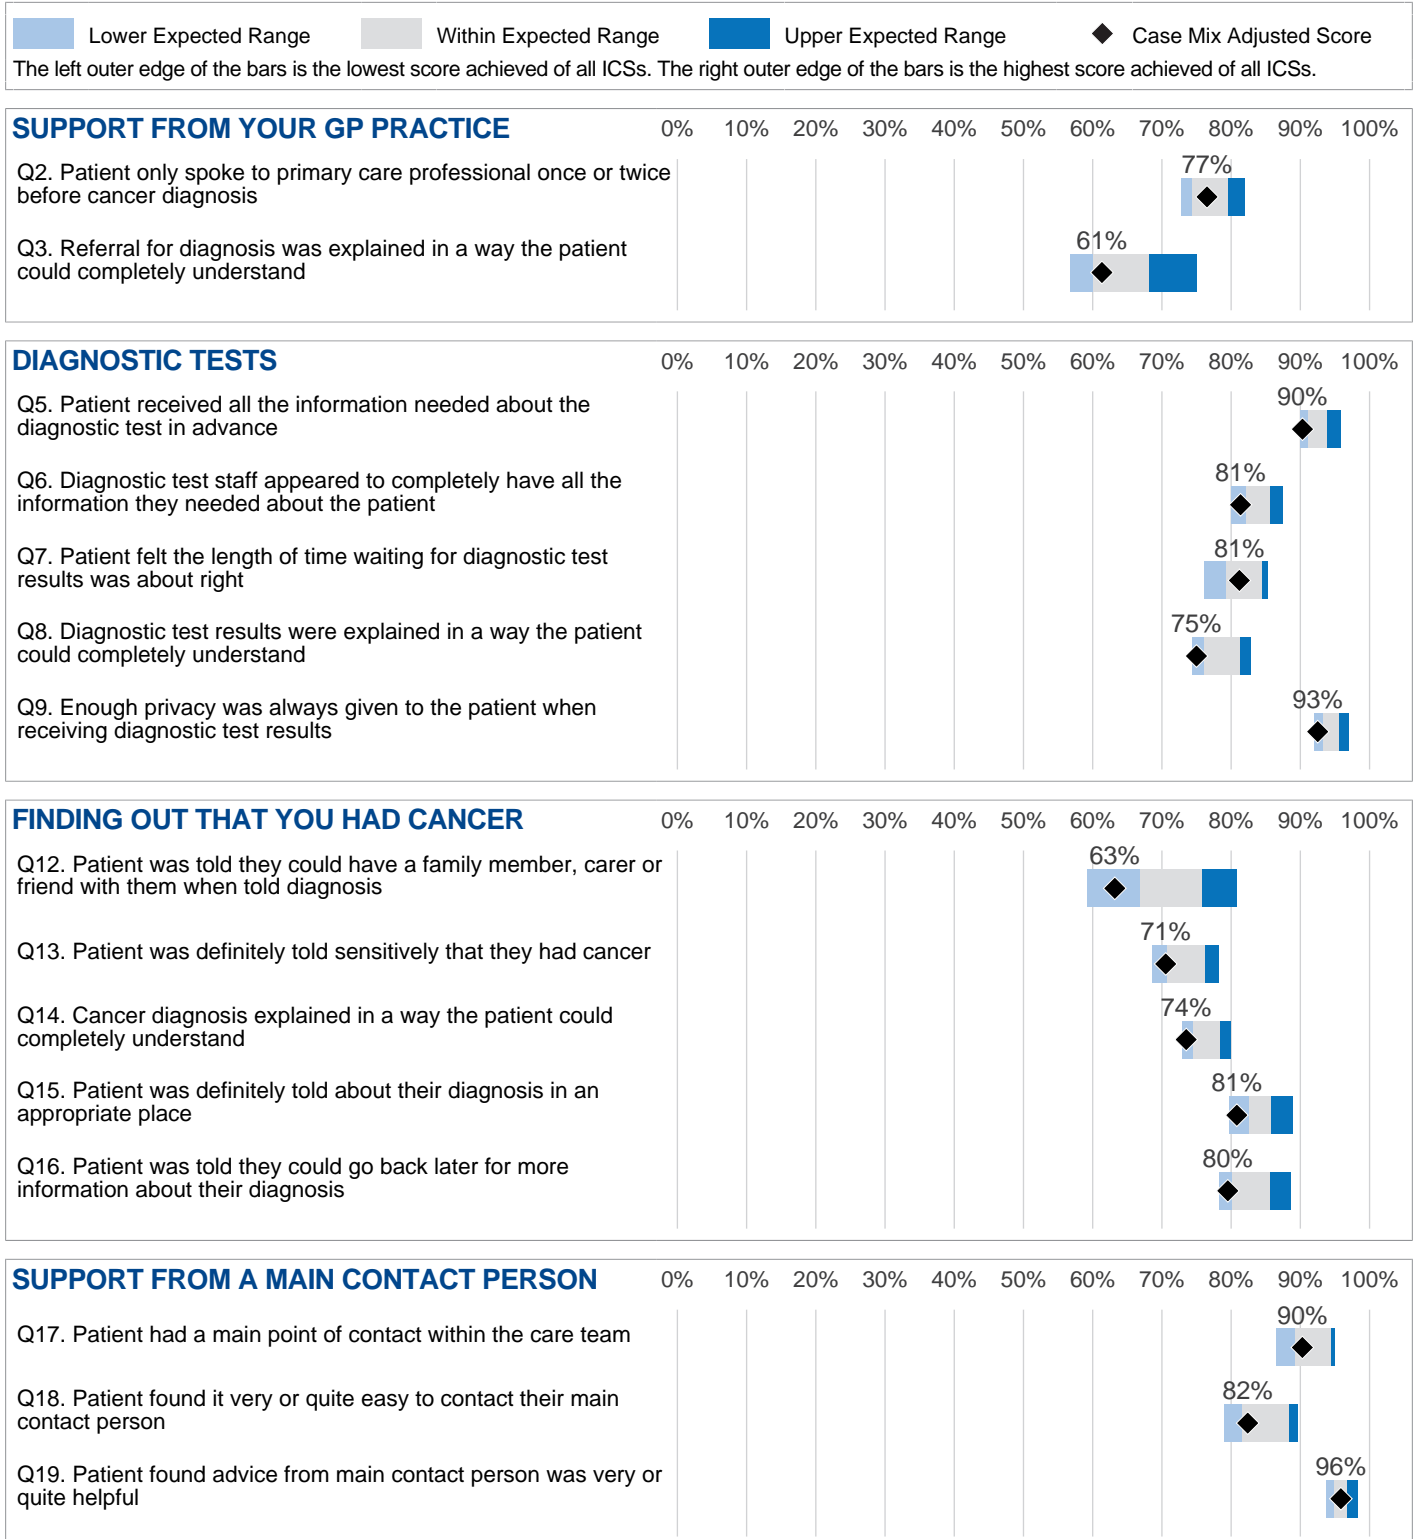 Lower Expected Range Within Expected Range Upper Expected Range Case Mix Adjusted Score
The left outer edge of the bars is the lowest score achieved of all ICSs. The right outer edge of the bars is the highest score achieved of all ICSs.
SUPPORT FROM YOUR GP PRACTICE 0% 10% 20% 30% 40% 50% 60% 70% 80% 90% 100%
77%
Q2. Patient only spoke to primary care professional once or twice
before cancer diagnosis
61%
Q3. Referral for diagnosis was explained in a way the patient
could completely understand
DIAGNOSTIC TESTS 0% 10% 20% 30% 40% 50% 60% 70% 80% 90% 100%
90%
Q5. Patient received all the information needed about the
diagnostic test in advance
81%
Q6. Diagnostic test staff appeared to completely have all the
information they needed about the patient
81%
Q7. Patient felt the length of time waiting for diagnostic test
results was about right
75%
Q8. Diagnostic test results were explained in a way the patient
could completely understand
93%
Q9. Enough privacy was always given to the patient when
receiving diagnostic test results
FINDING OUT THAT YOU HAD CANCER 0% 10% 20% 30% 40% 50% 60% 70% 80% 90% 100%
63%
Q12. Patient was told they could have a family member, carer or
friend with them when told diagnosis
71%
Q13. Patient was definitely told sensitively that they had cancer
74%
Q14. Cancer diagnosis explained in a way the patient could
completely understand
81%
Q15. Patient was definitely told about their diagnosis in an
appropriate place
80%
Q16. Patient was told they could go back later for more
information about their diagnosis
SUPPORT FROM A MAIN CONTACT PERSON 0% 10% 20% 30% 40% 50% 60% 70% 80% 90% 100%
90%
Q17. Patient had a main point of contact within the care team
82%
Q18. Patient found it very or quite easy to contact their main
contact person
96%
Q19. Patient found advice from main contact person was very or
quite helpful